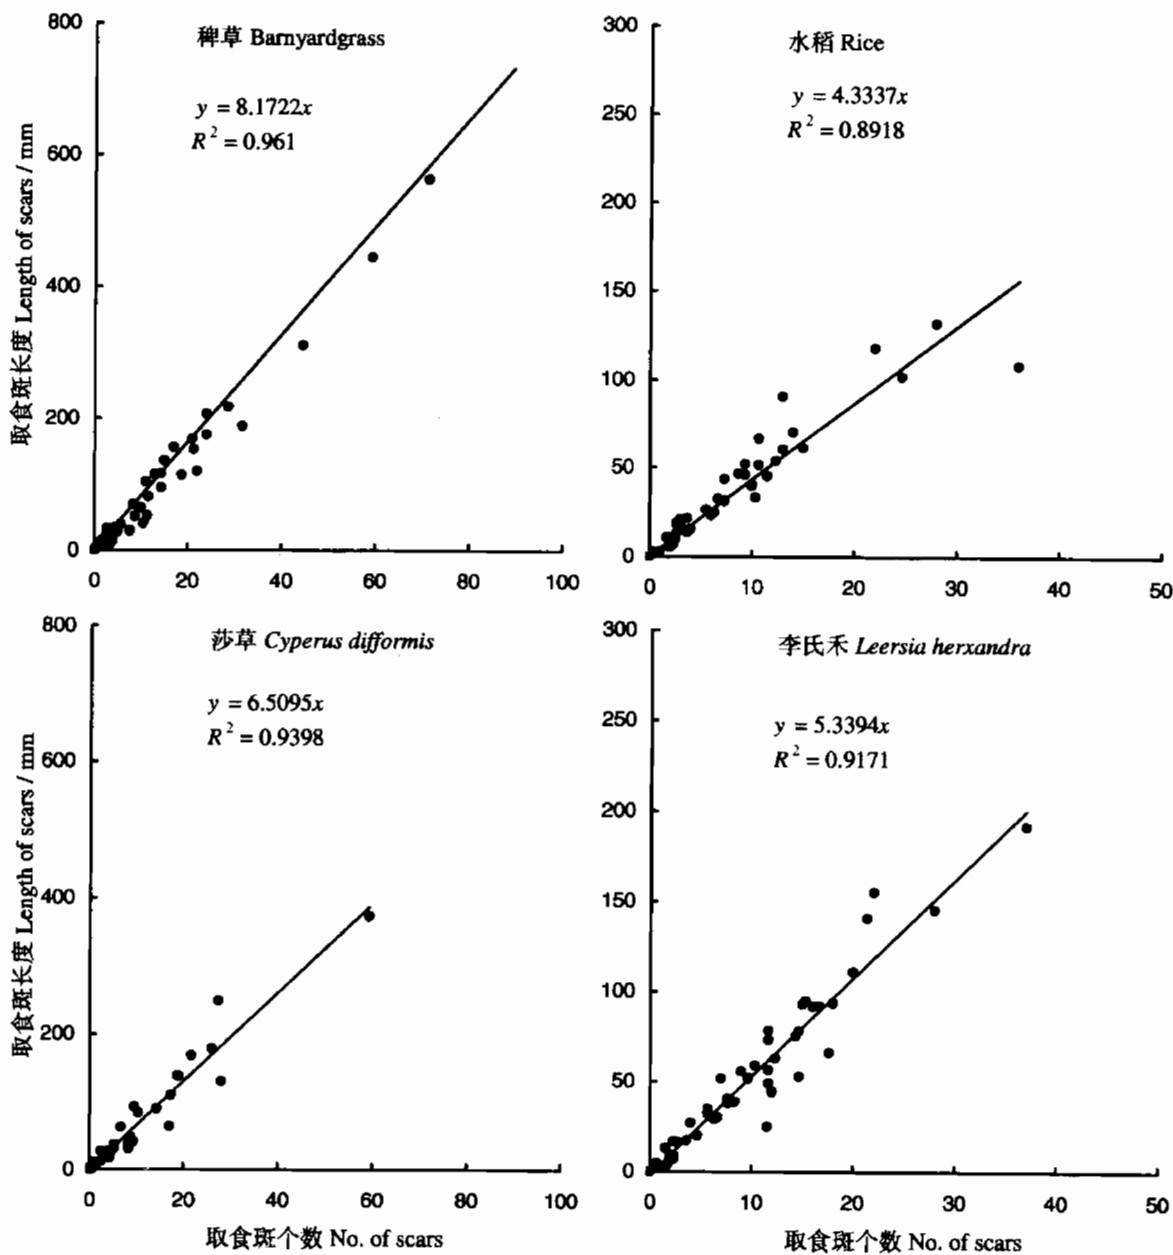 稗草 Barnyardgrass
y = 8.1722x
R² = 0.961
取食斑长度 Length of scars / mm
800
600
400
200
0
0 20 40 60 80 100
水稻 Rice
y = 4.3337x
R² = 0.8918
300
250
200
150
100
50
0
0 10 20 30 40 50
莎草 Cyperus difformis
y = 6.5095x
R² = 0.9398
取食斑长度 Length of scars / mm
800
600
400
200
0
0 20 40 60 80 100
取食斑个数 No. of scars
李氏禾 Leersia herxandra
y = 5.3394x
R² = 0.9171
300
250
200
150
100
50
0
0 10 20 30 40 50
取食斑个数 No. of scars